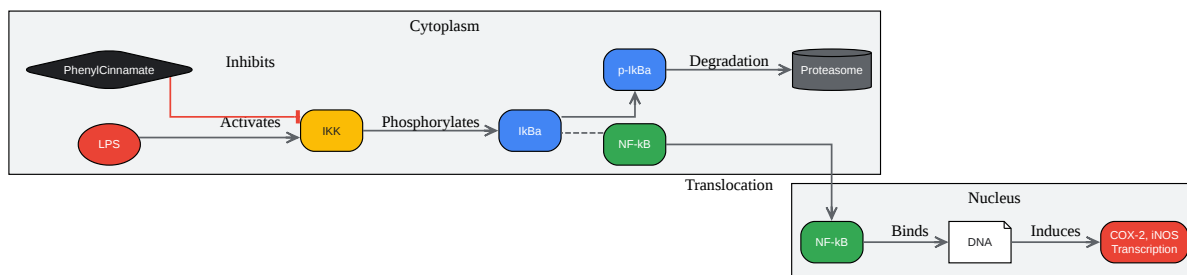 Cytoplasm
PhenylCinnamate
Inhibits
p-IkBa
Degradation
Proteasome
LPS
Activates
IKK
Phosphorylates
IkBa
NF-kB
Translocation
Nucleus
NF-kB
Binds
DNA
Induces
COX-2, iNOS
Transcription